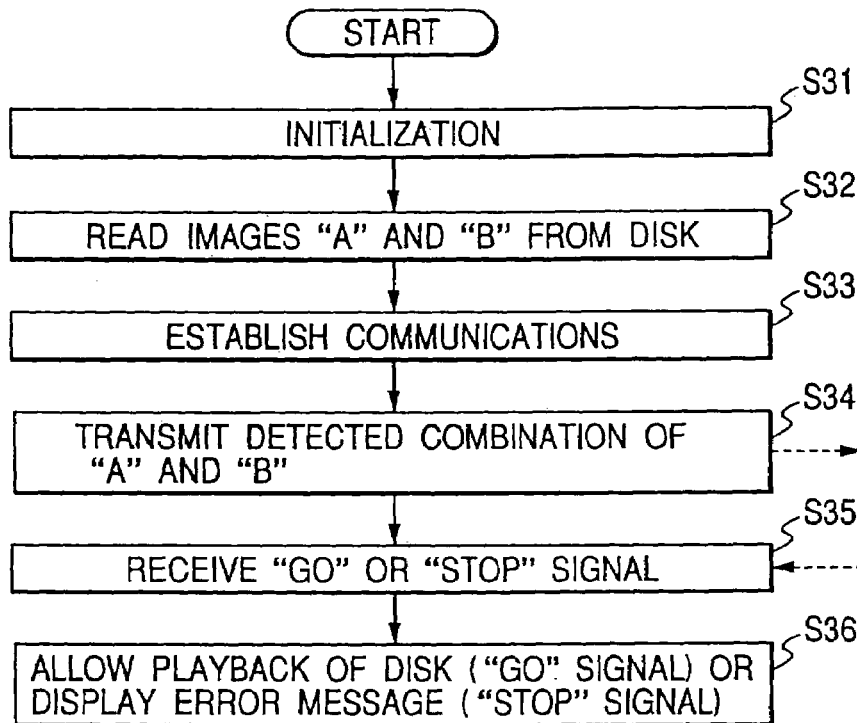 START
S31
INITIALIZATION
S32
READ IMAGES “A” AND “B” FROM DISK
S33
ESTABLISH COMMUNICATIONS
S34
TRANSMIT DETECTED COMBINATION OF
“A” AND “B”
S35
RECEIVE “GO” OR “STOP” SIGNAL
S36
ALLOW PLAYBACK OF DISK (“GO” SIGNAL) OR
DISPLAY ERROR MESSAGE (“STOP” SIGNAL)